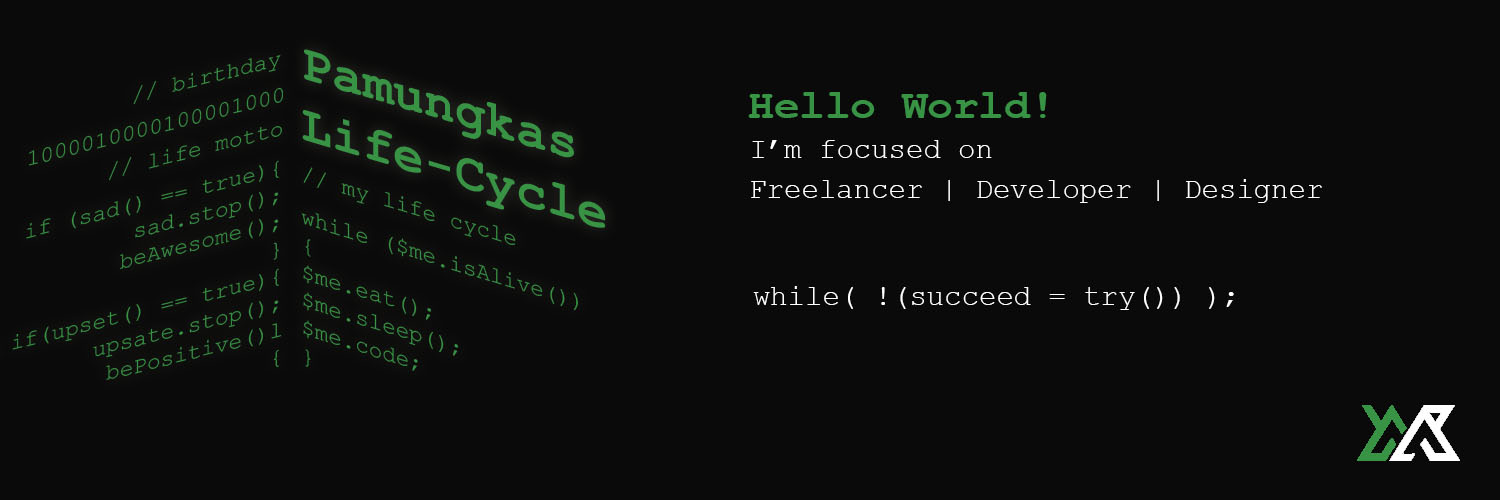 // birthday
10000100001000001000
// life motto
if (sad() == true){
sad.stop();
beAwesome();
}
if(upset() == true){
upsate.stop();
bePositive()l
{
Pamungkas
Life-Cycle
// my life cycle
while ($me.isAlive())
{
$me.eat();
$me.sleep();
$me.code;
}
Hello World!
I’m focused on
Freelancer | Developer | Designer
while( !(succeed = try()) );